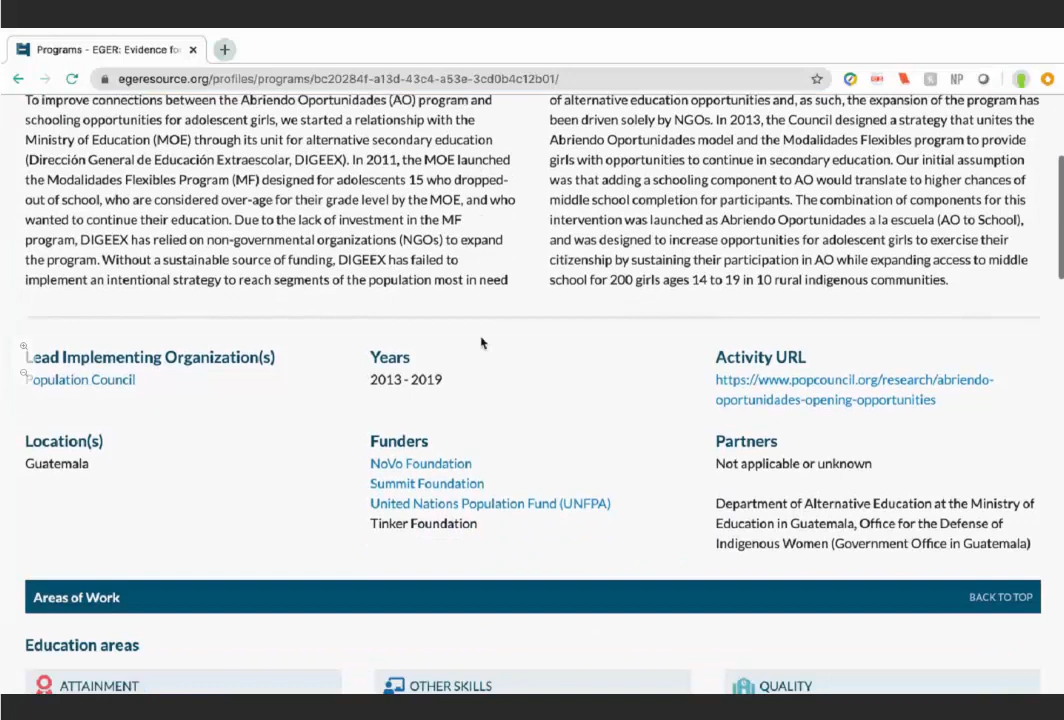 Programs - EGER: Evidence fo
egeresource.org/profiles/programs/bc20284f-a13d-43c4-a53e-3cd0b4c12b01/
NP
To improve connections between the Abriendo Oportunidades (AO) program and
schooling opportunities for adolescent girls, we started a relationship with the
Ministry of Education (MOE) through its unit for alternative secondary education
(Dirección General de Educación Extraescolar, DIGEEX). In 2011, the MOE launched
the Modalidades Flexibles Program (MF) designed for adolescents 15 who dropped-
out of school, who are considered over-age for their grade level by the MOE, and who
wanted to continue their education. Due to the lack of investment in the MF
program, DIGEEX has relied on non-governmental organizations (NGOs) to expand
the program. Without a sustainable source of funding, DIGEEX has failed to
implement an intentional strategy to reach segments of the population most in need
of alternative education opportunities and, as such, the expansion of the program has
been driven solely by NGOs. In 2013, the Council designed a strategy that unites the
Abriendo Oportunidades model and the Modalidades Flexibles program to provide
girls with opportunities to continue in secondary education. Our initial assumption
was that adding a schooling component to AO would translate to higher chances of
middle school completion for participants. The combination of components for this
intervention was launched as Abriendo Oportunidades a la escuela (AO to School),
and was designed to increase opportunities for adolescent girls to exercise their
citizenship by sustaining their participation in AO while expanding access to middle
school for 200 girls ages 14 to 19 in 10 rural indigenous communities.
Lead Implementing Organization(s)
Population Council
Years
2013 - 2019
Activity URL
https://www.popcouncil.org/research/abriendo-
oportunidades-opening-opportunities
Location(s)
Guatemala
Funders
NoVo Foundation
Summit Foundation
United Nations Population Fund (UNFPA)
Tinker Foundation
Partners
Not applicable or unknown
Department of Alternative Education at the Ministry of
Education in Guatemala, Office for the Defense of
Indigenous Women (Government Office in Guatemala)
Areas of Work
BACK TO TOP
Education areas
ATTAINMENT
OTHER SKILLS
QUALITY